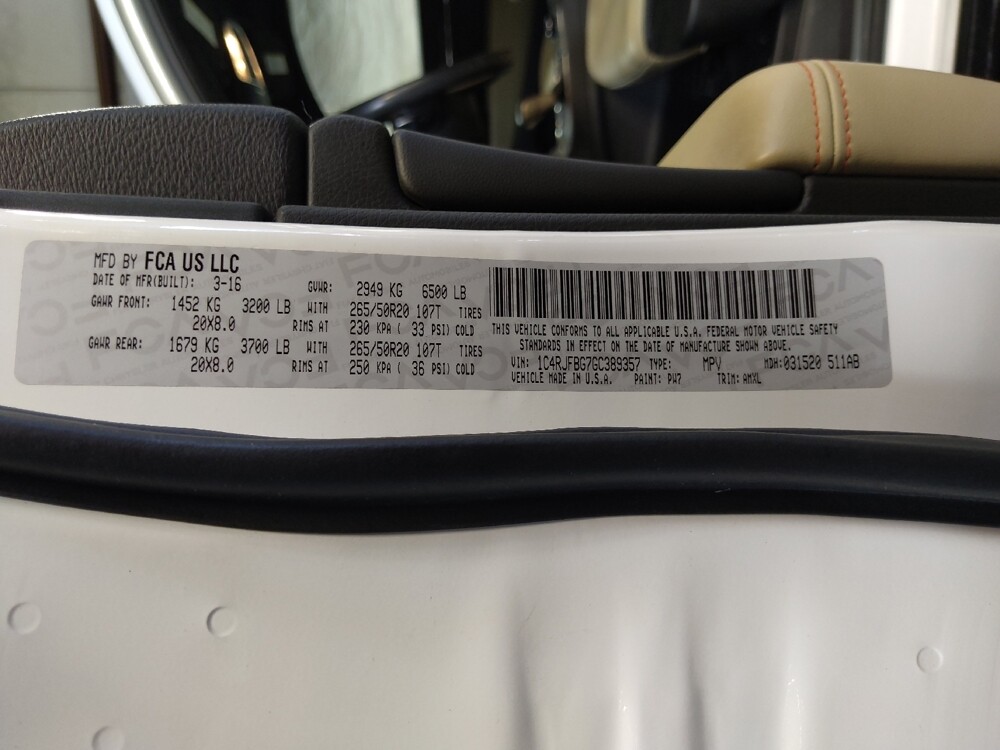 MFD BY FCA US LLC
DATE OF MFR(BUILT): 3-16 GVWR: 2949 KG 6500 LB
GAWR FRONT: 1452 KG 3200 LB WITH 265/50R20 107T TIRES
20X8.0 RIMS AT 230 KPA ( 33 PSI) COLD
GAWR REAR: 1679 KG 3700 LB WITH 265/50R20 107T TIRES
20X8.0 RIMS AT 250 KPA ( 36 PSI) COLD
THIS VEHICLE CONFORMS TO ALL APPLICABLE U.S.A. FEDERAL MOTOR VEHICLE SAFETY
STANDARDS IN EFFECT ON THE DATE OF MANUFACTURE SHOWN ABOVE.
VIN: 1C4RJFBG7GC389357 TYPE: MPV MDH: 031520 511AB
VEHICLE MADE IN U.S.A. PAINT: PW7 TRIM: AMXL